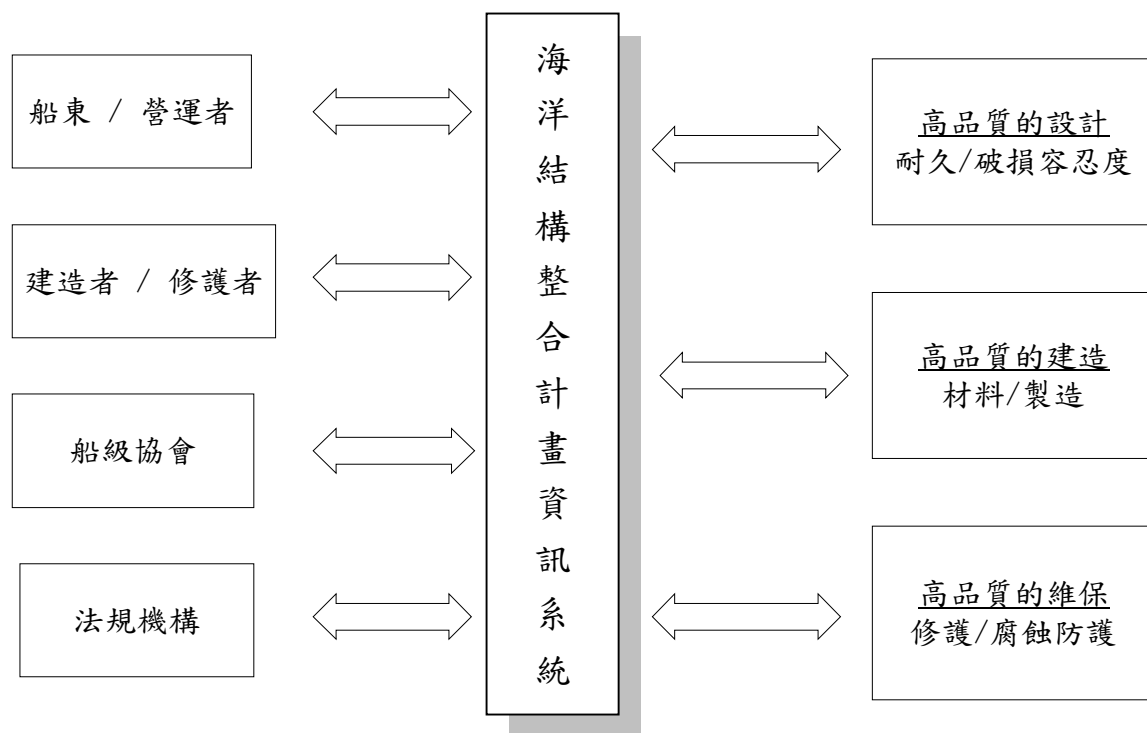 船東 / 營運者
建造者 / 修護者
船級協會
法規機構
海洋結構整合計畫資訊系統
高品質的設計
耐久/破損容忍度
高品質的建造
材料/製造
高品質的維保
修護/腐蝕防護